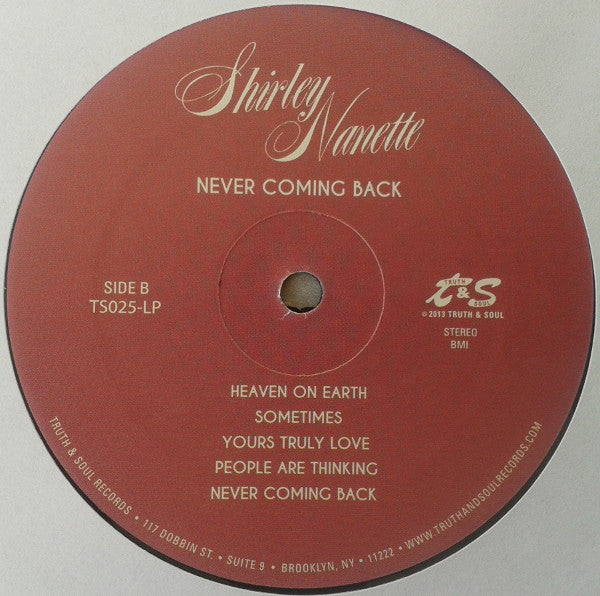 Shirley
Nanette
NEVER COMING BACK
SIDE B
TS025-LP
TRUTH
t&S
SOUL
© 2013 TRUTH & SOUL
STEREO
BMI
HEAVEN ON EARTH
SOMETIMES
YOURS TRULY LOVE
PEOPLE ARE THINKING
NEVER COMING BACK
TRUTH & SOUL RECORDS • 117 DOBBIN ST. • SUITE 9 • BROOKLYN, NY • 11222 • WWW.TRUTHANDSOULRECORDS.COM